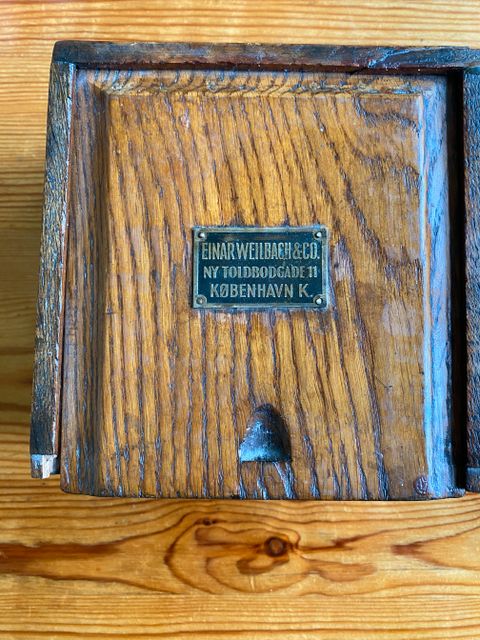 EINAR WEILBACH & CO.
NY TOLDBODGADE 11
KØBENHAVN K.